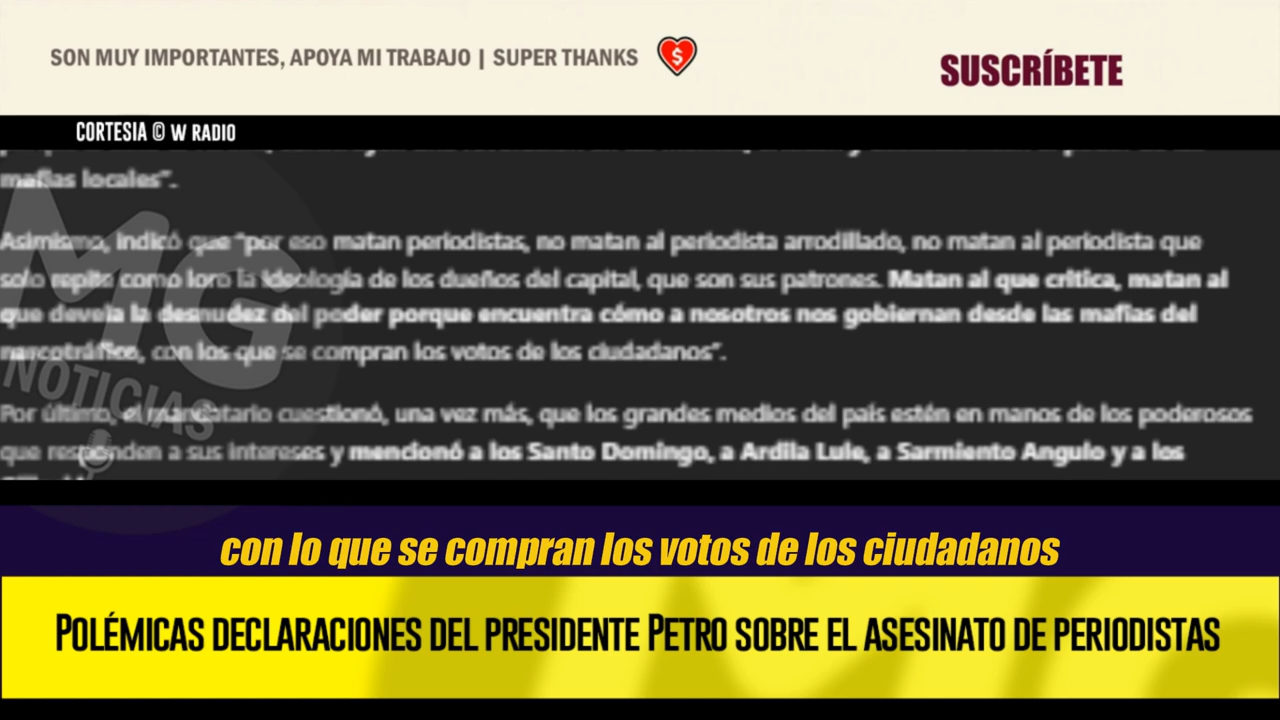 SON MUY IMPORTANTES, APOYA MI TRABAJO | SUPER THANKS
SUSCRÍBETE
CORTESIA © W RADIO
mafias locales”.
Asimismo, indicó que “por eso matan periodistas, no matan al periodista arrodillado, no matan al periodista que
solo repite como loro la ideología de los dueños del capital, que son sus patrones. Matan al que critica, matan al
que devela la desnudez del poder porque encuentra cómo a nosotros nos gobiernan desde las mafias del
narcotráfico, con los que se compran los votos de los ciudadanos”.
Por último, el mandatario cuestionó, una vez más, que los grandes medios del país estén en manos de los poderosos
que responden a sus intereses y mencionó a los Santo Domingo, a Ardila Lule, a Sarmiento Angulo y a los
MG
NOTICIAS
con lo que se compran los votos de los ciudadanos
POLÉMICAS DECLARACIONES DEL PRESIDENTE PETRO SOBRE EL ASESINATO DE PERIODISTAS